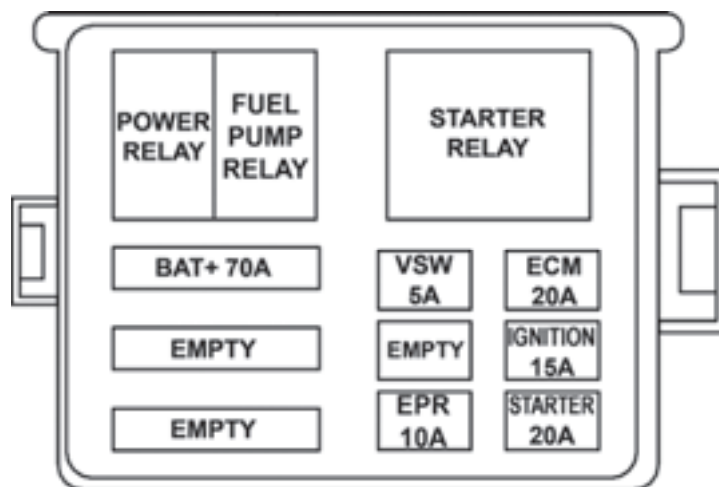 POWER
RELAY
FUEL
PUMP
RELAY
STARTER
RELAY
BAT+ 70A
VSW
5A
ECM
20A
EMPTY
EMPTY
IGNITION
15A
EMPTY
EPR
10A
STARTER
20A